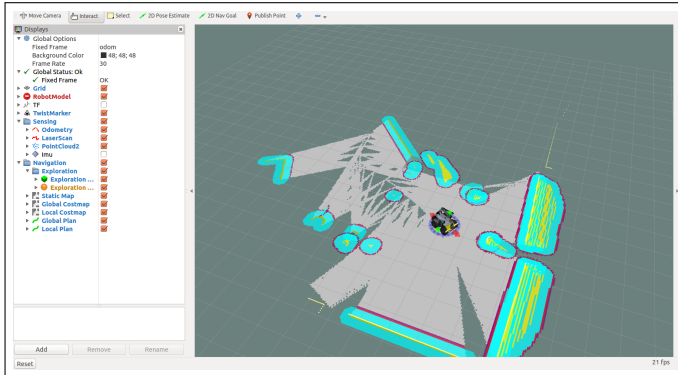 Move Camera Interact Select 2D Pose Estimate 2D Nav Goal Publish Point
Displays
Global Options
Fixed Frame odom
Background Color 48; 48; 48
Frame Rate 30
Global Status: Ok
Fixed Frame OK
Grid
RobotModel
TF
TwistMarker
Sensing
Odometry
LaserScan
PointCloud2
Imu
Navigation
Exploration
Exploration ...
Exploration ...
Static Map
Global Costmap
Local Costmap
Global Plan
Local Plan
Add Remove Rename
Reset 21 fps